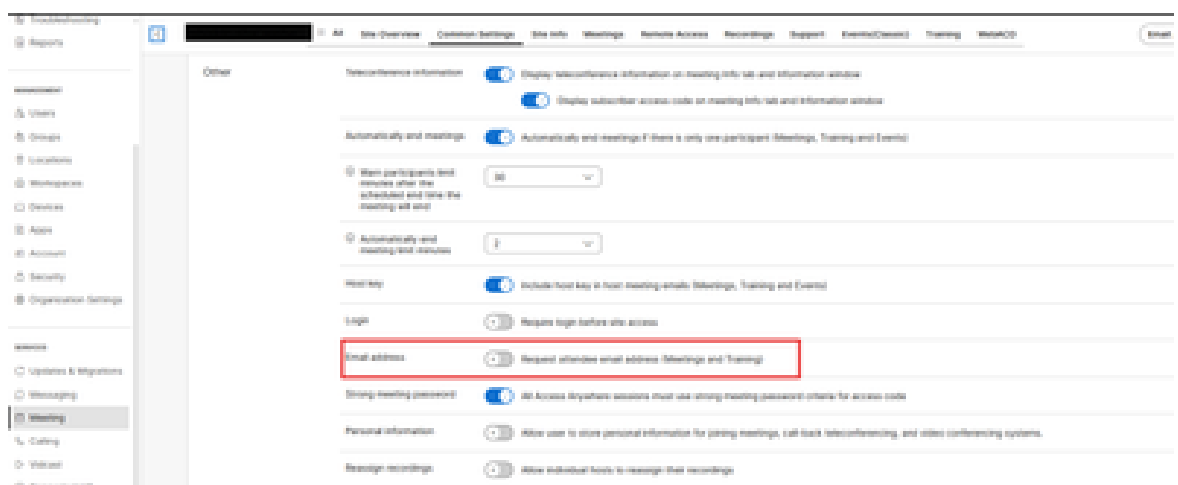 Troubleshooting
Reports
MANAGEMENT
Users
Groups
Locations
Workspaces
Devices
Apps
Account
Security
Organization Settings
SERVICES
Updates & Migrations
Messaging
Meeting
Calling
Vidcast
All Site Overview Common Settings Site Info Meetings Remote Access Recordings Support Events(Classic) Training WebACD
Email
Other
Teleconference information
Display teleconference information on meeting info tab and information window
Display subscriber access code on meeting info tab and information window
Automatically end meetings
Automatically end meetings if there is only one participant (Meetings, Training and Events)
Warn participants
minutes after the
scheduled end time the
meeting will end
Automatically end
meeting limit minutes
2
Host key
Include host key in host meeting emails (Meetings, Training and Events)
Login
Require login before site access
Email address
Request attendee email address (Meetings and Training)
Strong meeting password
All Access Anywhere sessions must use strong meeting password criteria for access code
Personal information
Allow user to store personal information for joining meetings, call-back teleconferencing, and video conferencing systems.
Reassign recordings
Allow individual hosts to reassign their recordings